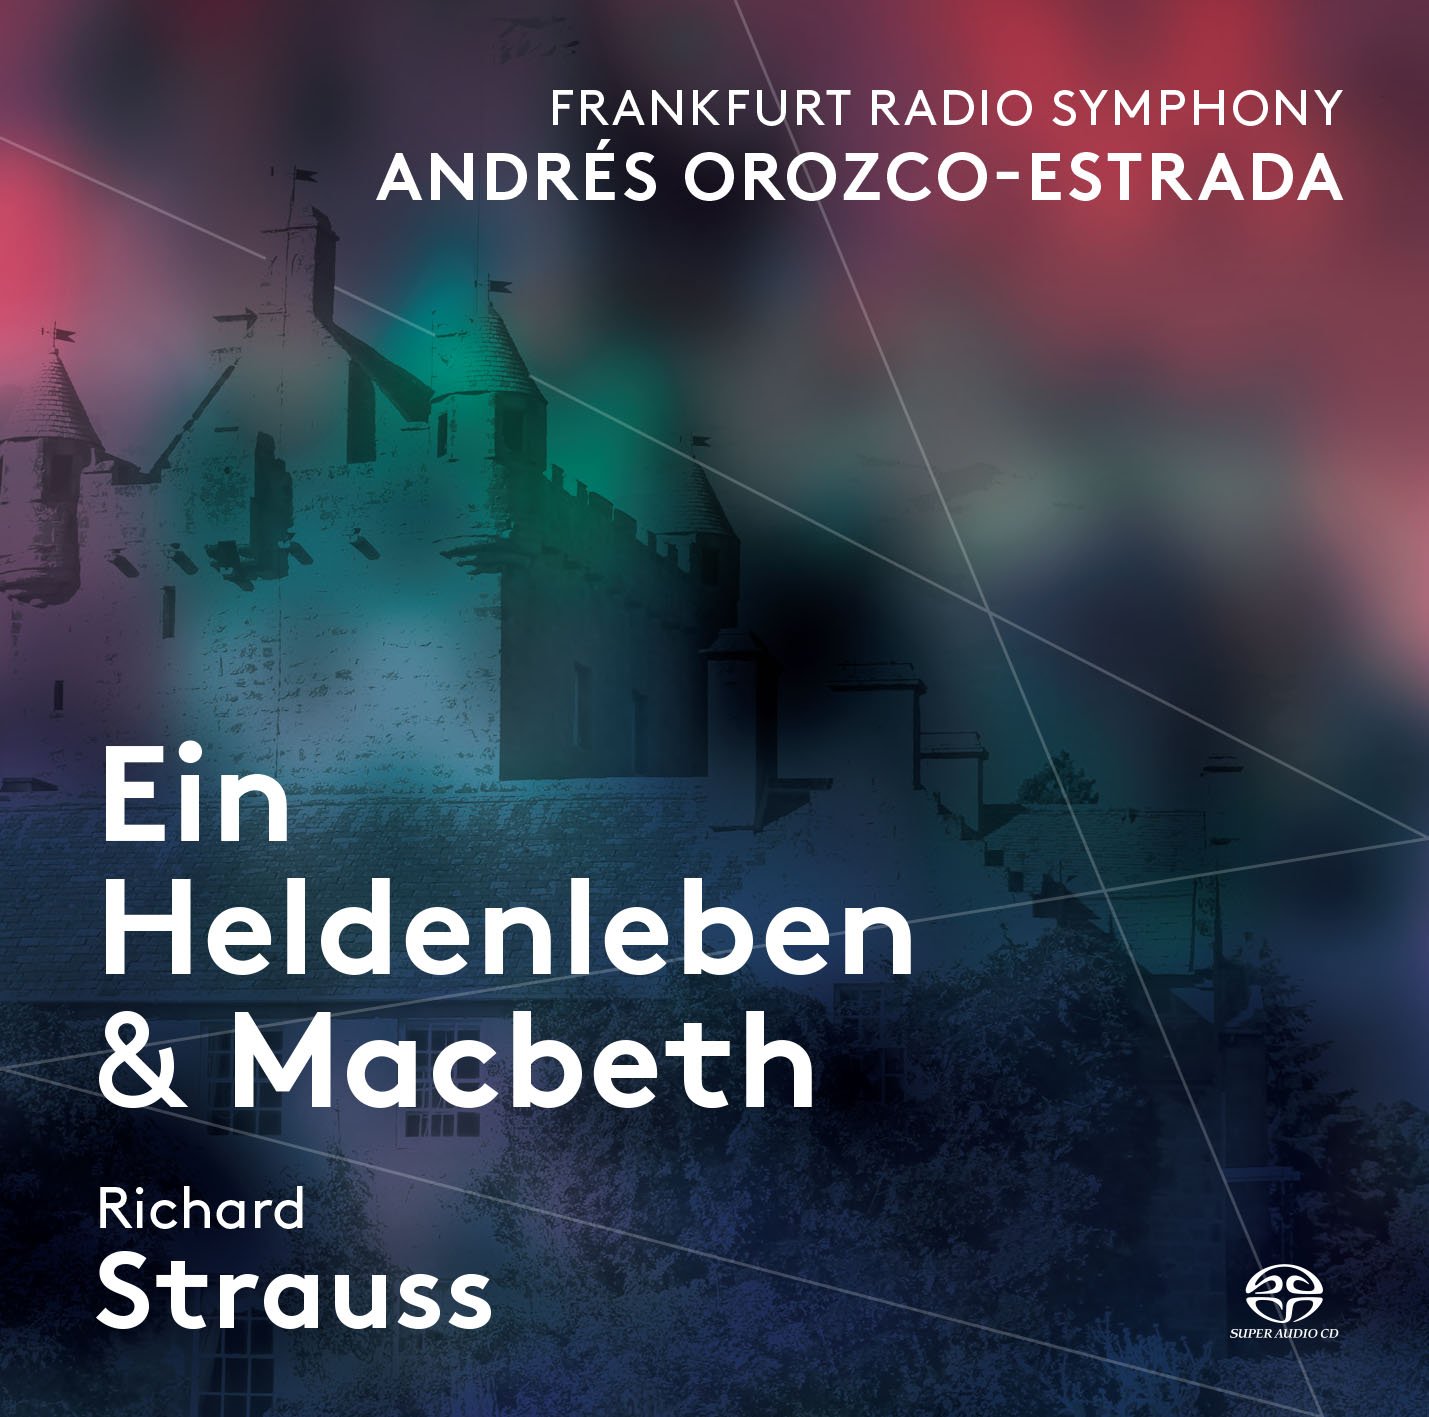 FRANKFURT RADIO SYMPHONY
ANDRÉS OROZCO-ESTRADA
Ein
Heldenleben
& Macbeth
Richard
Strauss
SUPER AUDIO CD